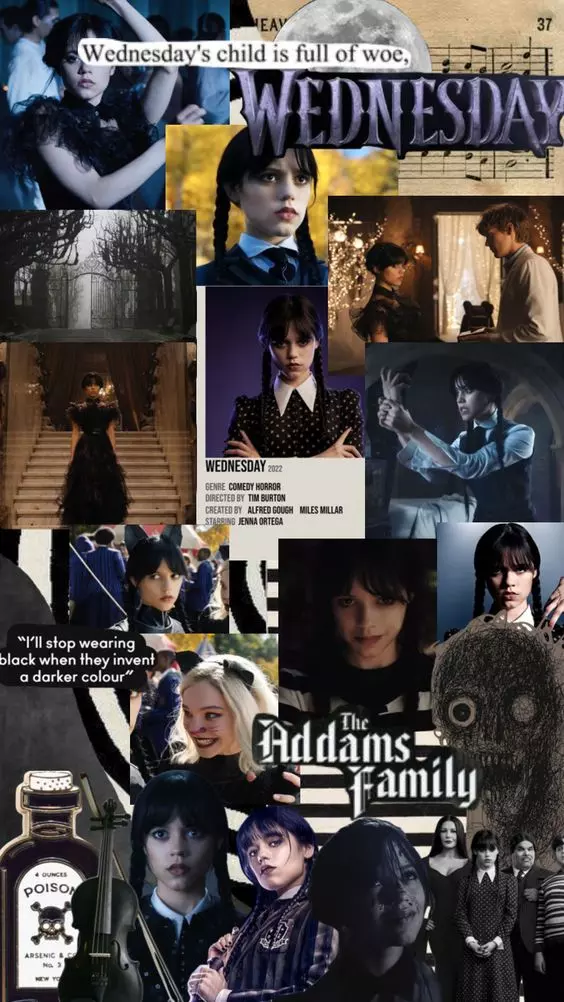 HEAV
37
Wednesday's child is full of woe,
WEDNESDAY
WEDNESDAY 2022
GENRE COMEDY HORROR
DIRECTED BY TIM BURTON
CREATED BY ALFRED GOUGH MILES MILLAR
STARRING JENNA ORTEGA
“I’ll stop wearing
black when they invent
a darker colour”
The
Addams
Family
4 OUNCES
POISON
ARSENIC & C
No. 3
NEW YO